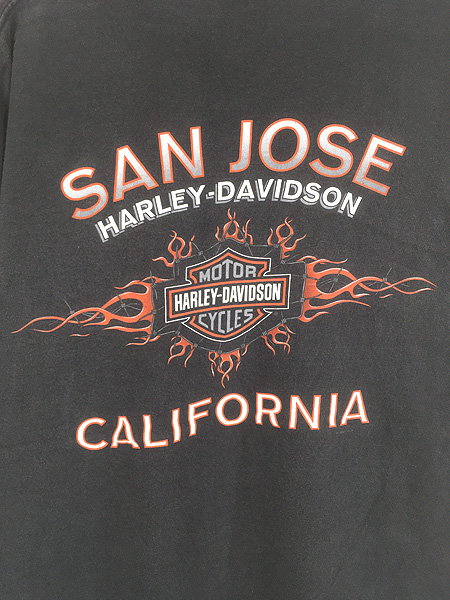 SAN JOSE
HARLEY-DAVIDSON
MOTOR
HARLEY-DAVIDSON
CYCLES
CALIFORNIA